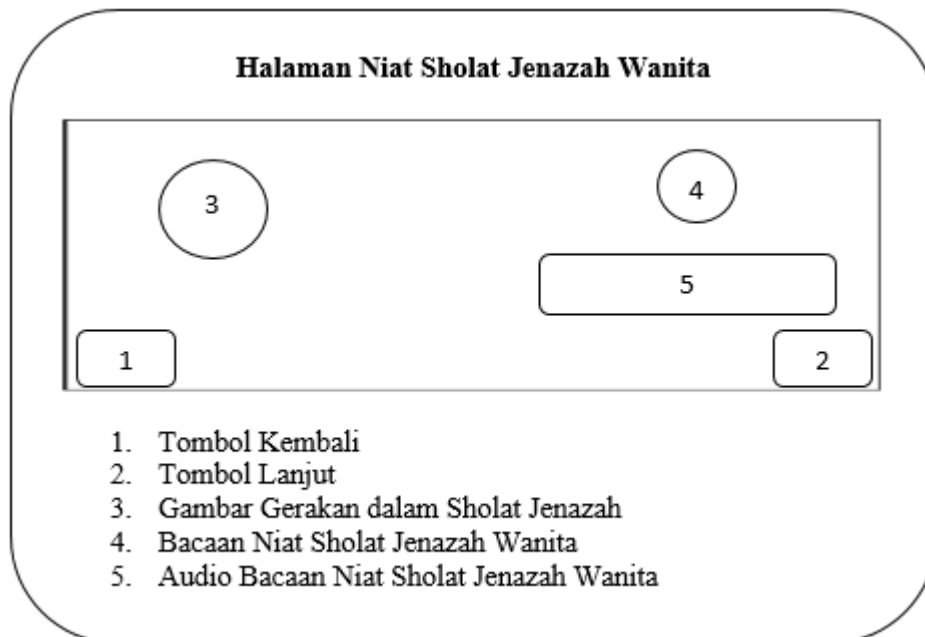 Halaman Niat Sholat Jenazah Wanita
3
4
5
1
2
1. Tombol Kembali
2. Tombol Lanjut
3. Gambar Gerakan dalam Sholat Jenazah
4. Bacaan Niat Sholat Jenazah Wanita
5. Audio Bacaan Niat Sholat Jenazah Wanita